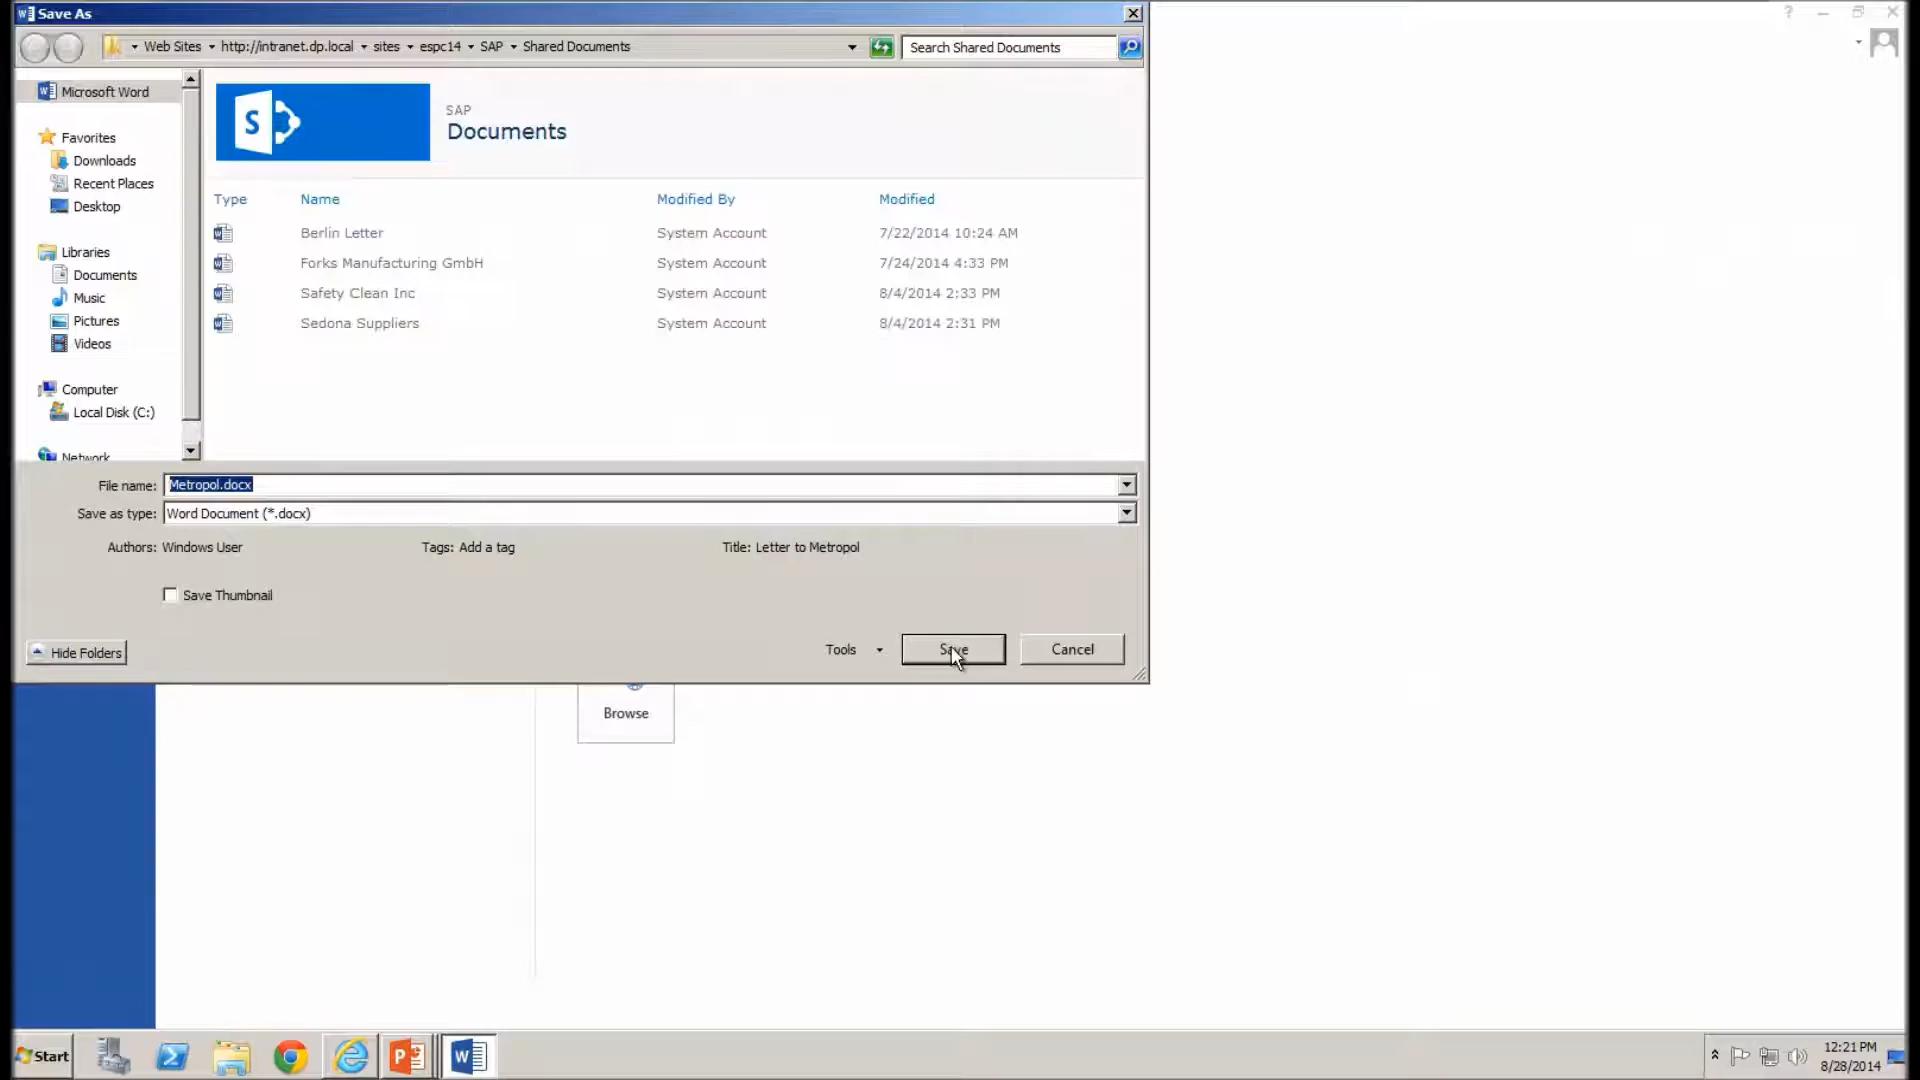 Save As
Web Sites http://intranet.dp.local sites espc14 SAP Shared Documents
Search Shared Documents
Microsoft Word
Favorites
Downloads
Recent Places
Desktop
Libraries
Documents
Music
Pictures
Videos
Computer
Local Disk (C:)
Network
S
SAP
Documents
Type Name Modified By Modified
Berlin Letter System Account 7/22/2014 10:24 AM
Forks Manufacturing GmbH System Account 7/24/2014 4:33 PM
Safety Clean Inc System Account 8/4/2014 2:33 PM
Sedona Suppliers System Account 8/4/2014 2:31 PM
File name: Metropol.docx
Save as type: Word Document (*.docx)
Authors: Windows User Tags: Add a tag Title: Letter to Metropol
Save Thumbnail
Hide Folders
Tools Save Cancel
Browse
Start
12:21 PM
8/28/2014